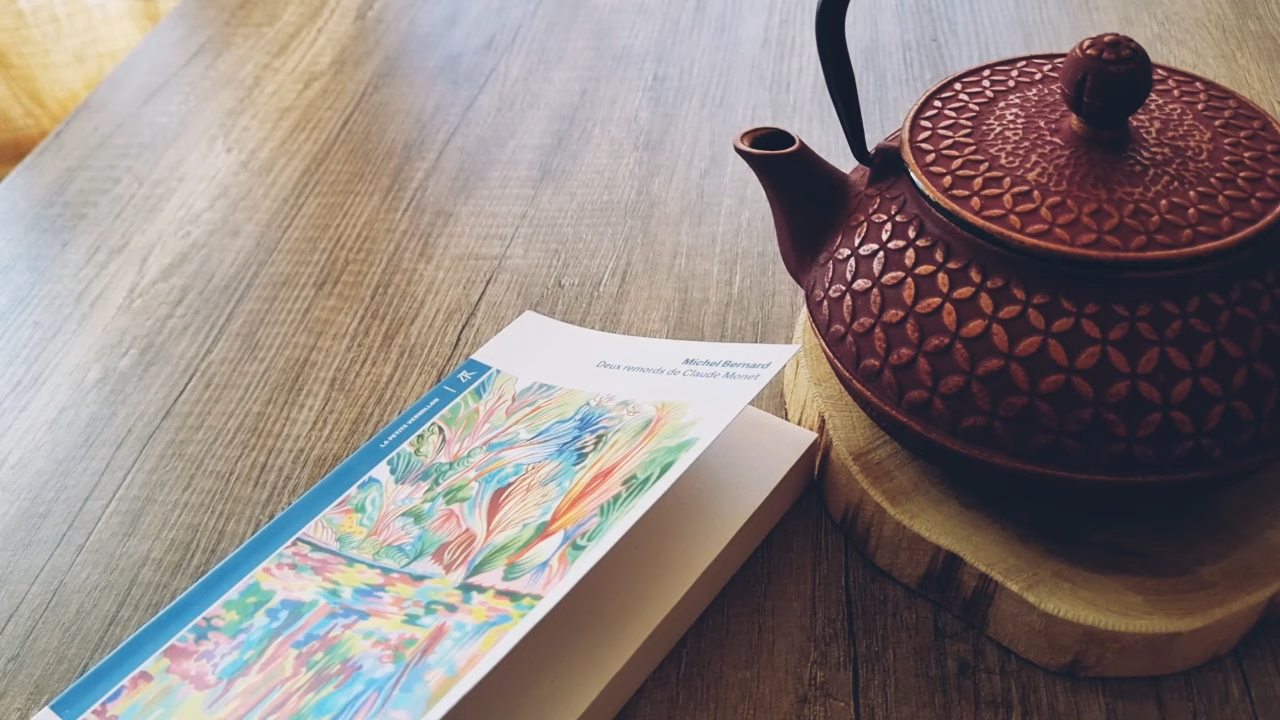 Michel Bernard
Deux remords de Claude Monet
LA PETITE VERMILLON